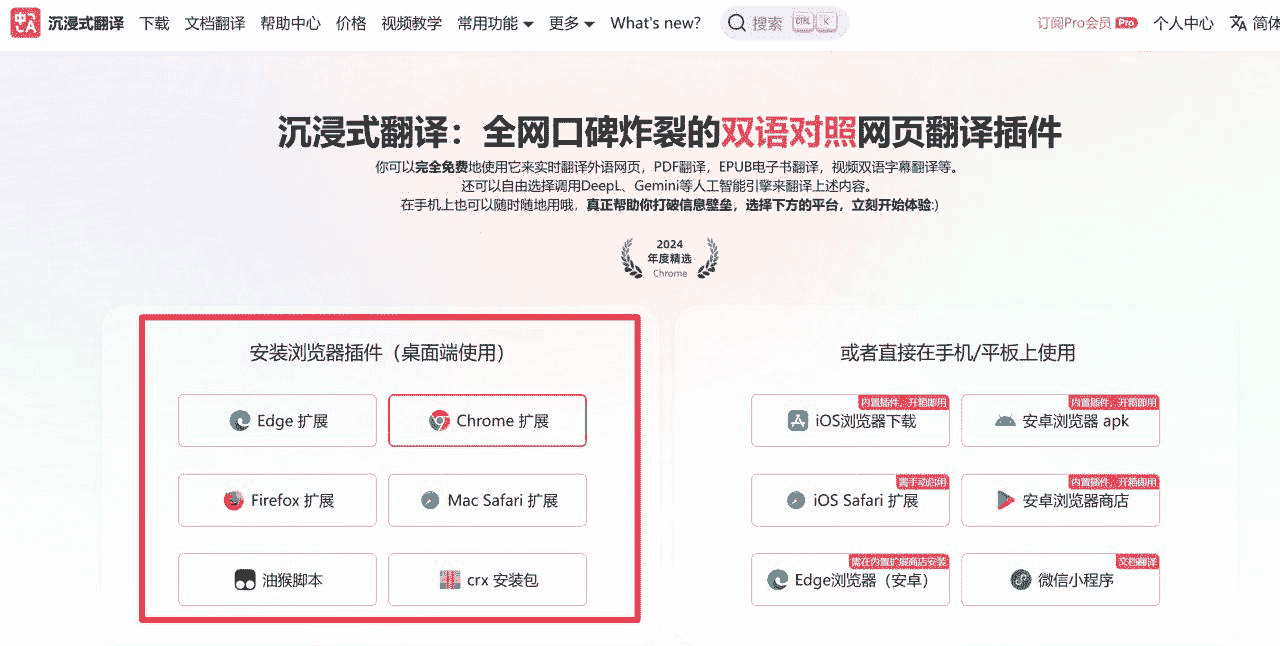 沉浸式翻译 下载 文档翻译 帮助中心 价格 视频教学 常用功能 更多 What's new? 搜索 CTRL K 订阅Pro会员 Pro 个人中心 简体
沉浸式翻译：全网口碑炸裂的双语对照网页翻译插件
你可以完全免费地使用它来实时翻译外语网页，PDF翻译，EPUB电子书翻译，视频双语字幕翻译等。
还可以自由选择调用DeepL、Gemini等人工智能引擎来翻译上述内容。
在手机上也可以随时随地用哦，真正帮助你打破信息壁垒，选择下方的平台，立刻开始体验:)
2024
年度精选
Chrome
安装浏览器插件（桌面端使用）
Edge 扩展
Chrome 扩展
Firefox 扩展
Mac Safari 扩展
油猴脚本
crx 安装包
或者直接在手机/平板上使用
内置插件，开箱即用
iOS浏览器下载
内置插件，开箱即用
安卓浏览器 apk
需手动启用
iOS Safari 扩展
内置插件，开箱即用
安卓浏览器商店
需在内置扩展商店安装
Edge浏览器（安卓）
文档翻译
微信小程序